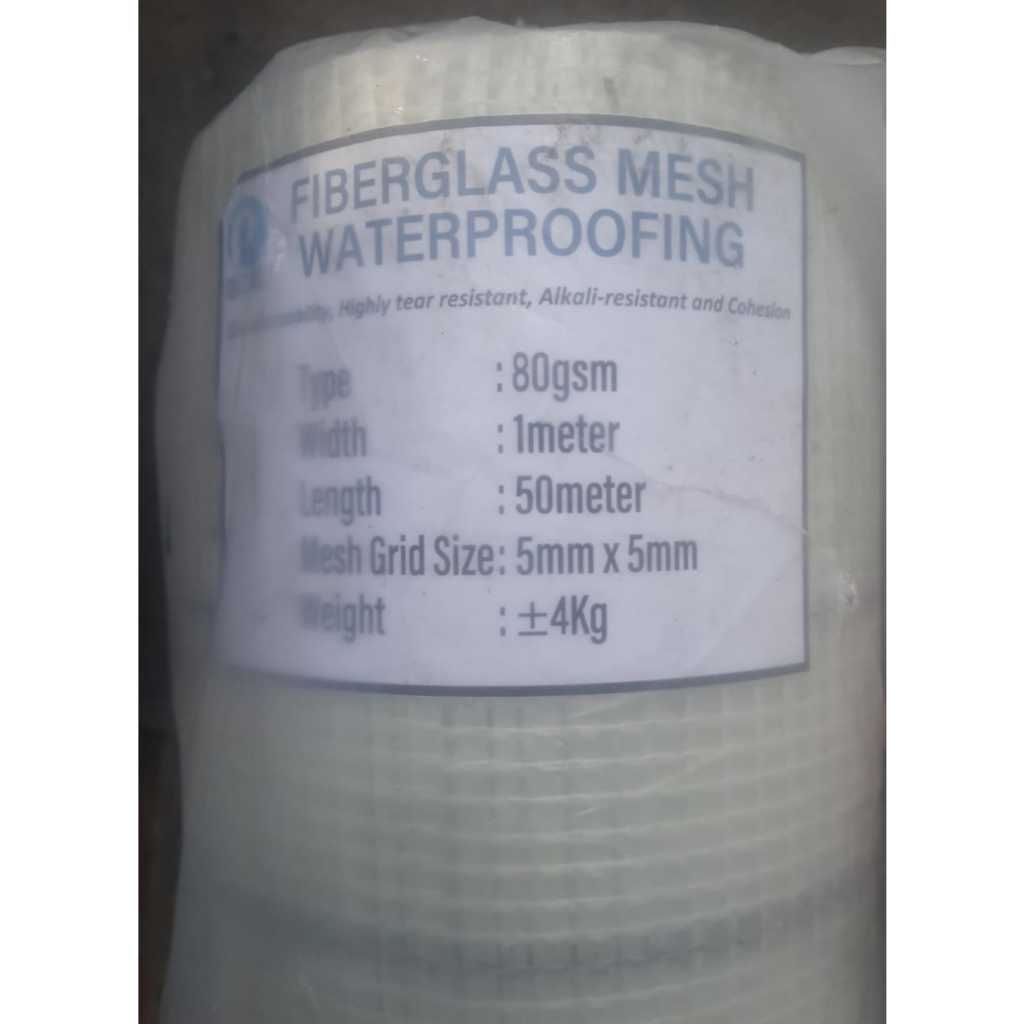 FIBERGLASS MESH
WATERPROOFING
Highly tear resistant, Alkali-resistant and Cohesion
Type : 80gsm
Width : 1meter
Length : 50meter
Mesh Grid Size : 5mm x 5mm
Weight : ±4Kg